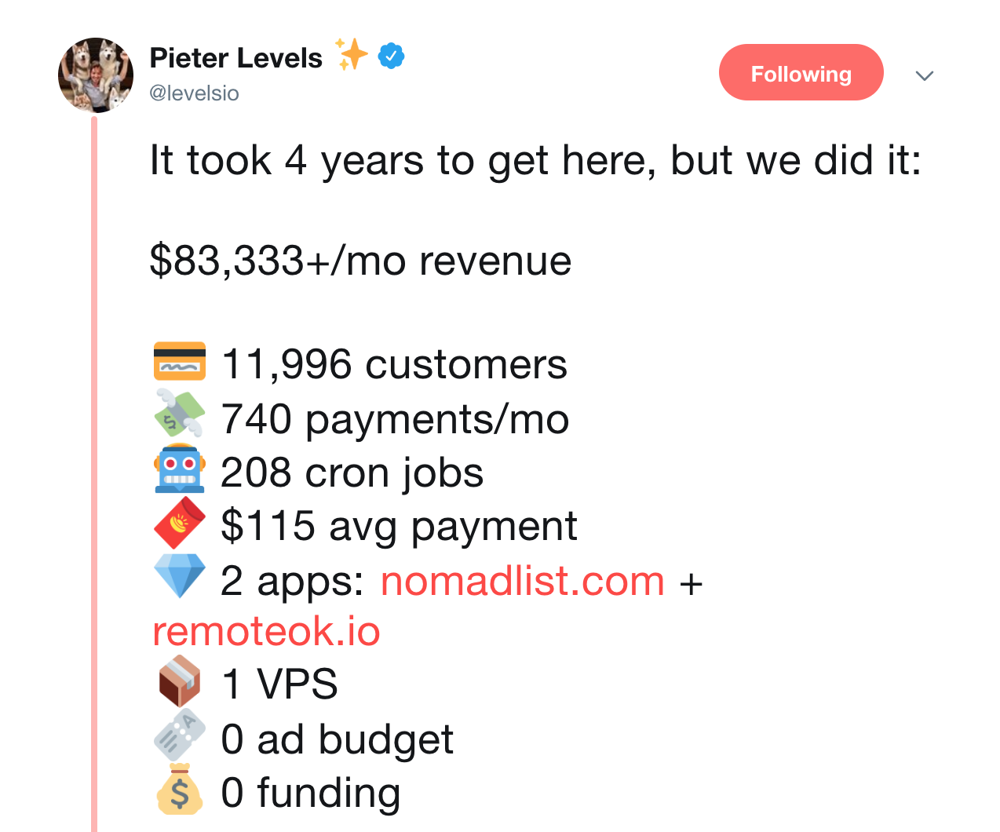 Pieter Levels ✨
@levelsio
Following
It took 4 years to get here, but we did it:
$83,333+/mo revenue
💳 11,996 customers
💸 740 payments/mo
🤖 208 cron jobs
🧧 $115 avg payment
💎 2 apps: nomadlist.com +
remoteok.io
📦 1 VPS
🎟 0 ad budget
💰 0 funding